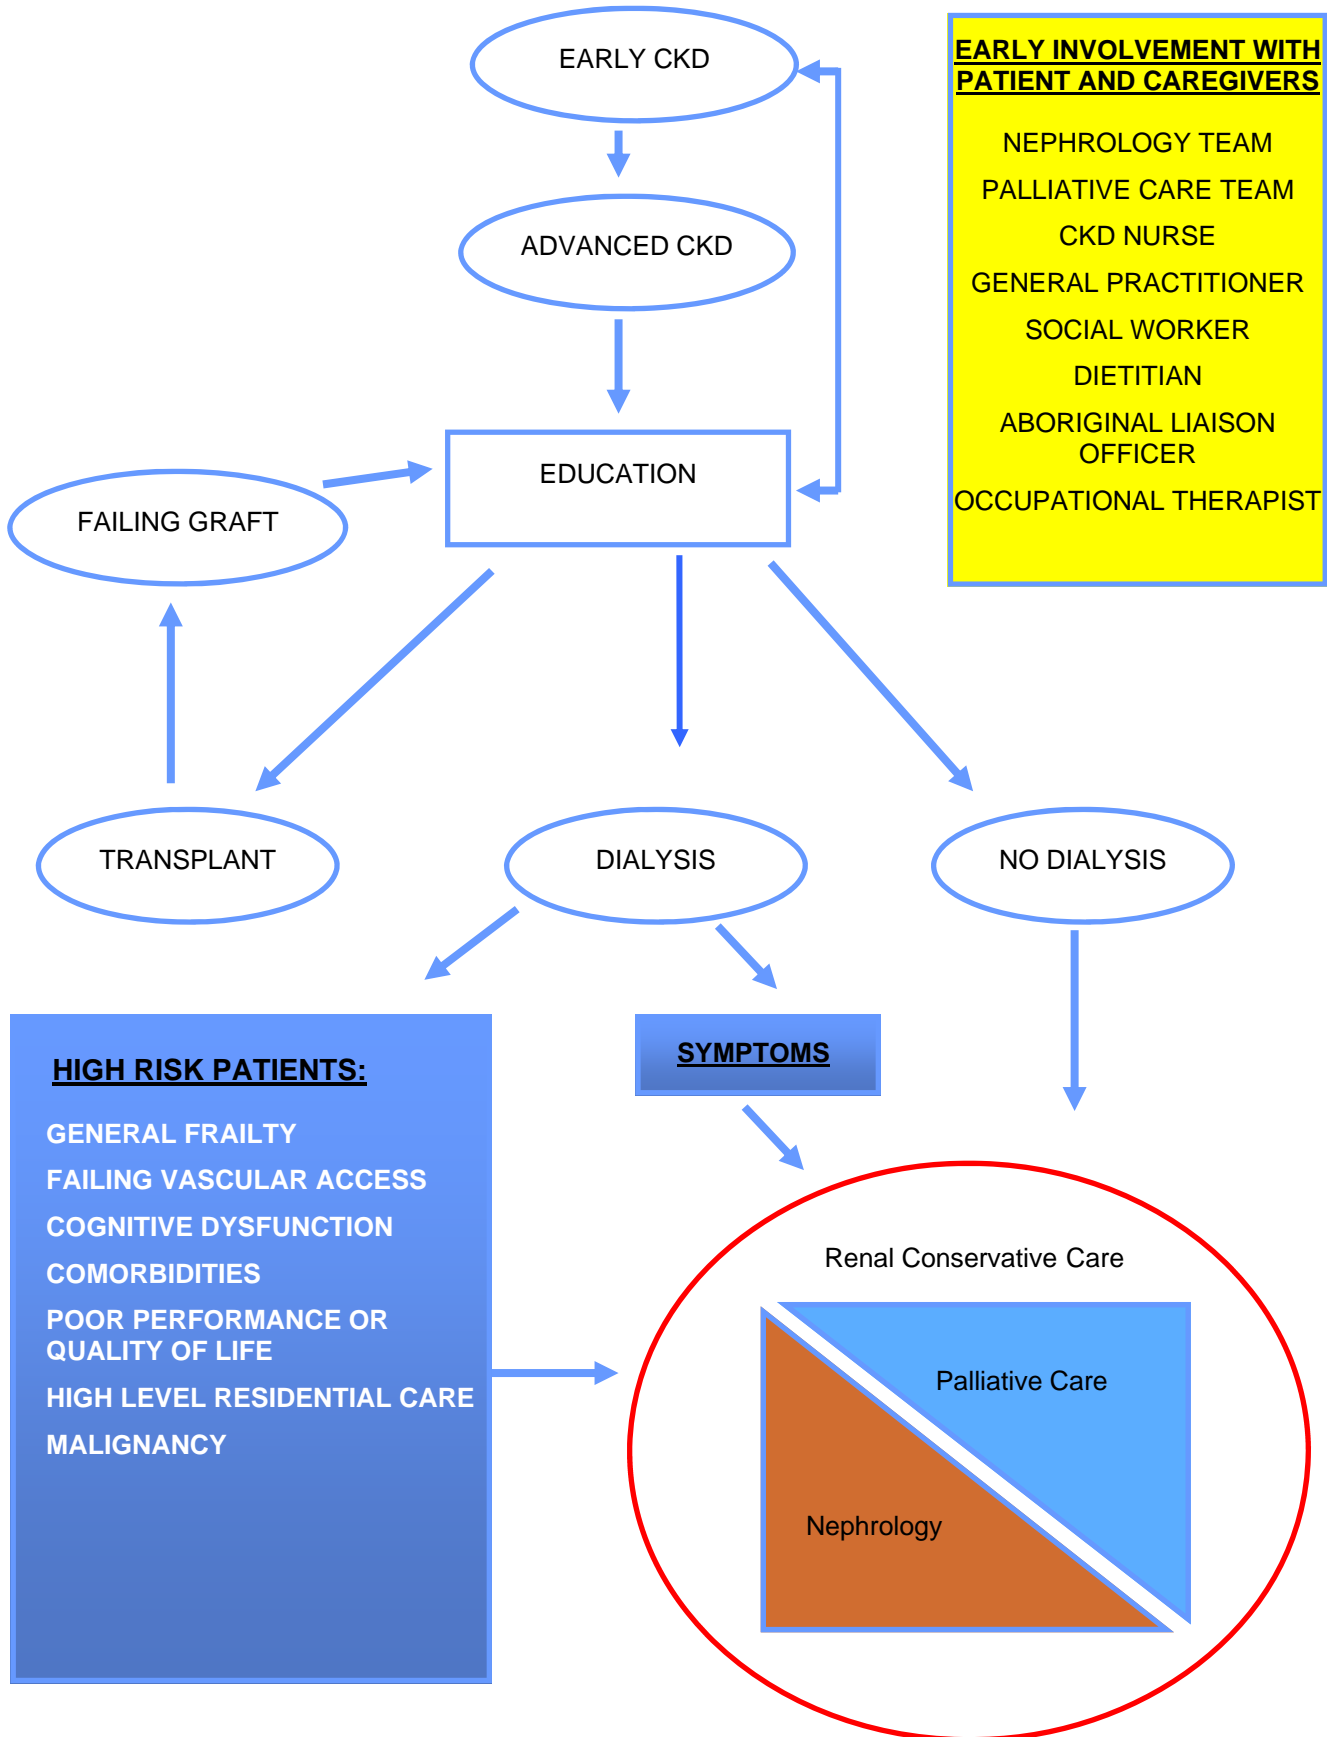 EARLY CKD
EARLY INVOLVEMENT WITH
PATIENT AND CAREGIVERS
NEPHROLOGY TEAM
PALLIATIVE CARE TEAM
CKD NURSE
GENERAL PRACTITIONER
SOCIAL WORKER
DIETITIAN
ABORIGINAL LIAISON
OFFICER
OCCUPATIONAL THERAPIST
ADVANCED CKD
EDUCATION
FAILING GRAFT
TRANSPLANT
DIALYSIS
NO DIALYSIS
HIGH RISK PATIENTS:
GENERAL FRAILTY
FAILING VASCULAR ACCESS
COGNITIVE DYSFUNCTION
COMORBIDITIES
POOR PERFORMANCE OR
QUALITY OF LIFE
HIGH LEVEL RESIDENTIAL CARE
MALIGNANCY
SYMPTOMS
Renal Conservative Care
Palliative Care
Nephrology